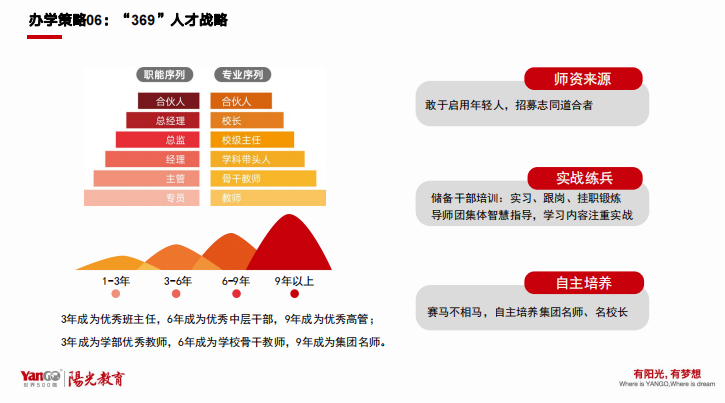 办学策略06：“369”人才战略
职能序列 专业序列
合伙人 合伙人
总经理 校长
总监 校级主任
经理 学科带头人
主管 骨干教师
专员 教师
1-3年 3-6年 6-9年 9年以上
3年成为优秀班主任，6年成为优秀中层干部，9年成为优秀高管；
3年成为学部优秀教师，6年成为学校骨干教师，9年成为集团名师。
师资来源
敢于启用年轻人，招募志同道合者
实战练兵
储备干部培训：实习、跟岗、挂职锻炼
导师团集体智慧指导，学习内容注重实战
自主培养
赛马不相马，自主培养集团名师、名校长
YANGO
世界500强
陽光教育
有阳光，有梦想
Where is YANGO,Where is dream